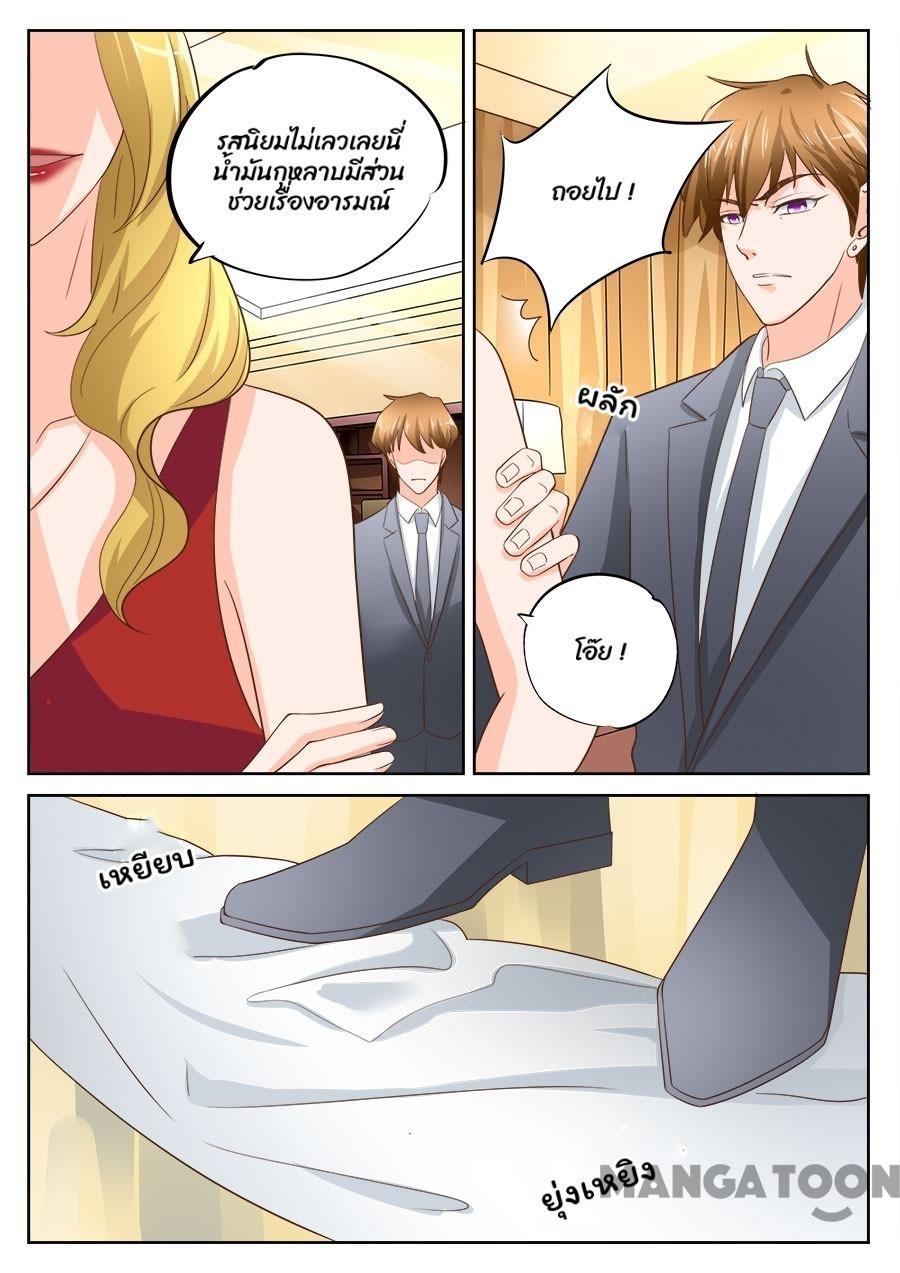 รสนิยมไม่เลวเลยนี่
น้ำมันกุหลาบมีส่วน
ช่วยเรื่องอารมณ์
ถอยไป !
ผลัก
โอ๊ย !
เหยียบ
ยุ่งเหยิง
MANGATOON